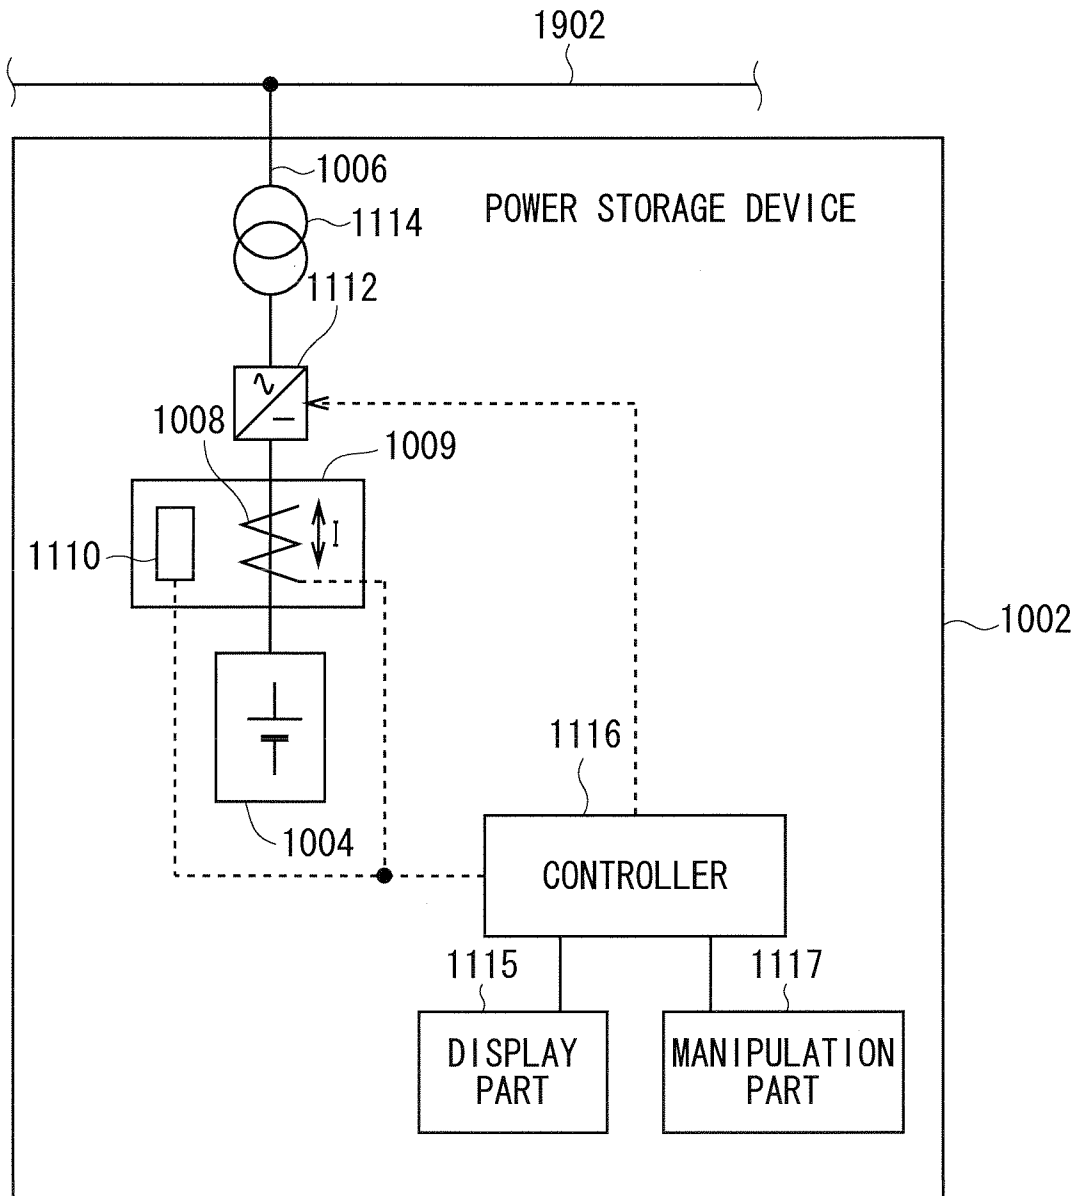 1902
1006
POWER STORAGE DEVICE
1114
1112
1008
1009
I
1110
1002
1116
1004
CONTROLLER
1115
1117
DISPLAY
PART
MANIPULATION
PART